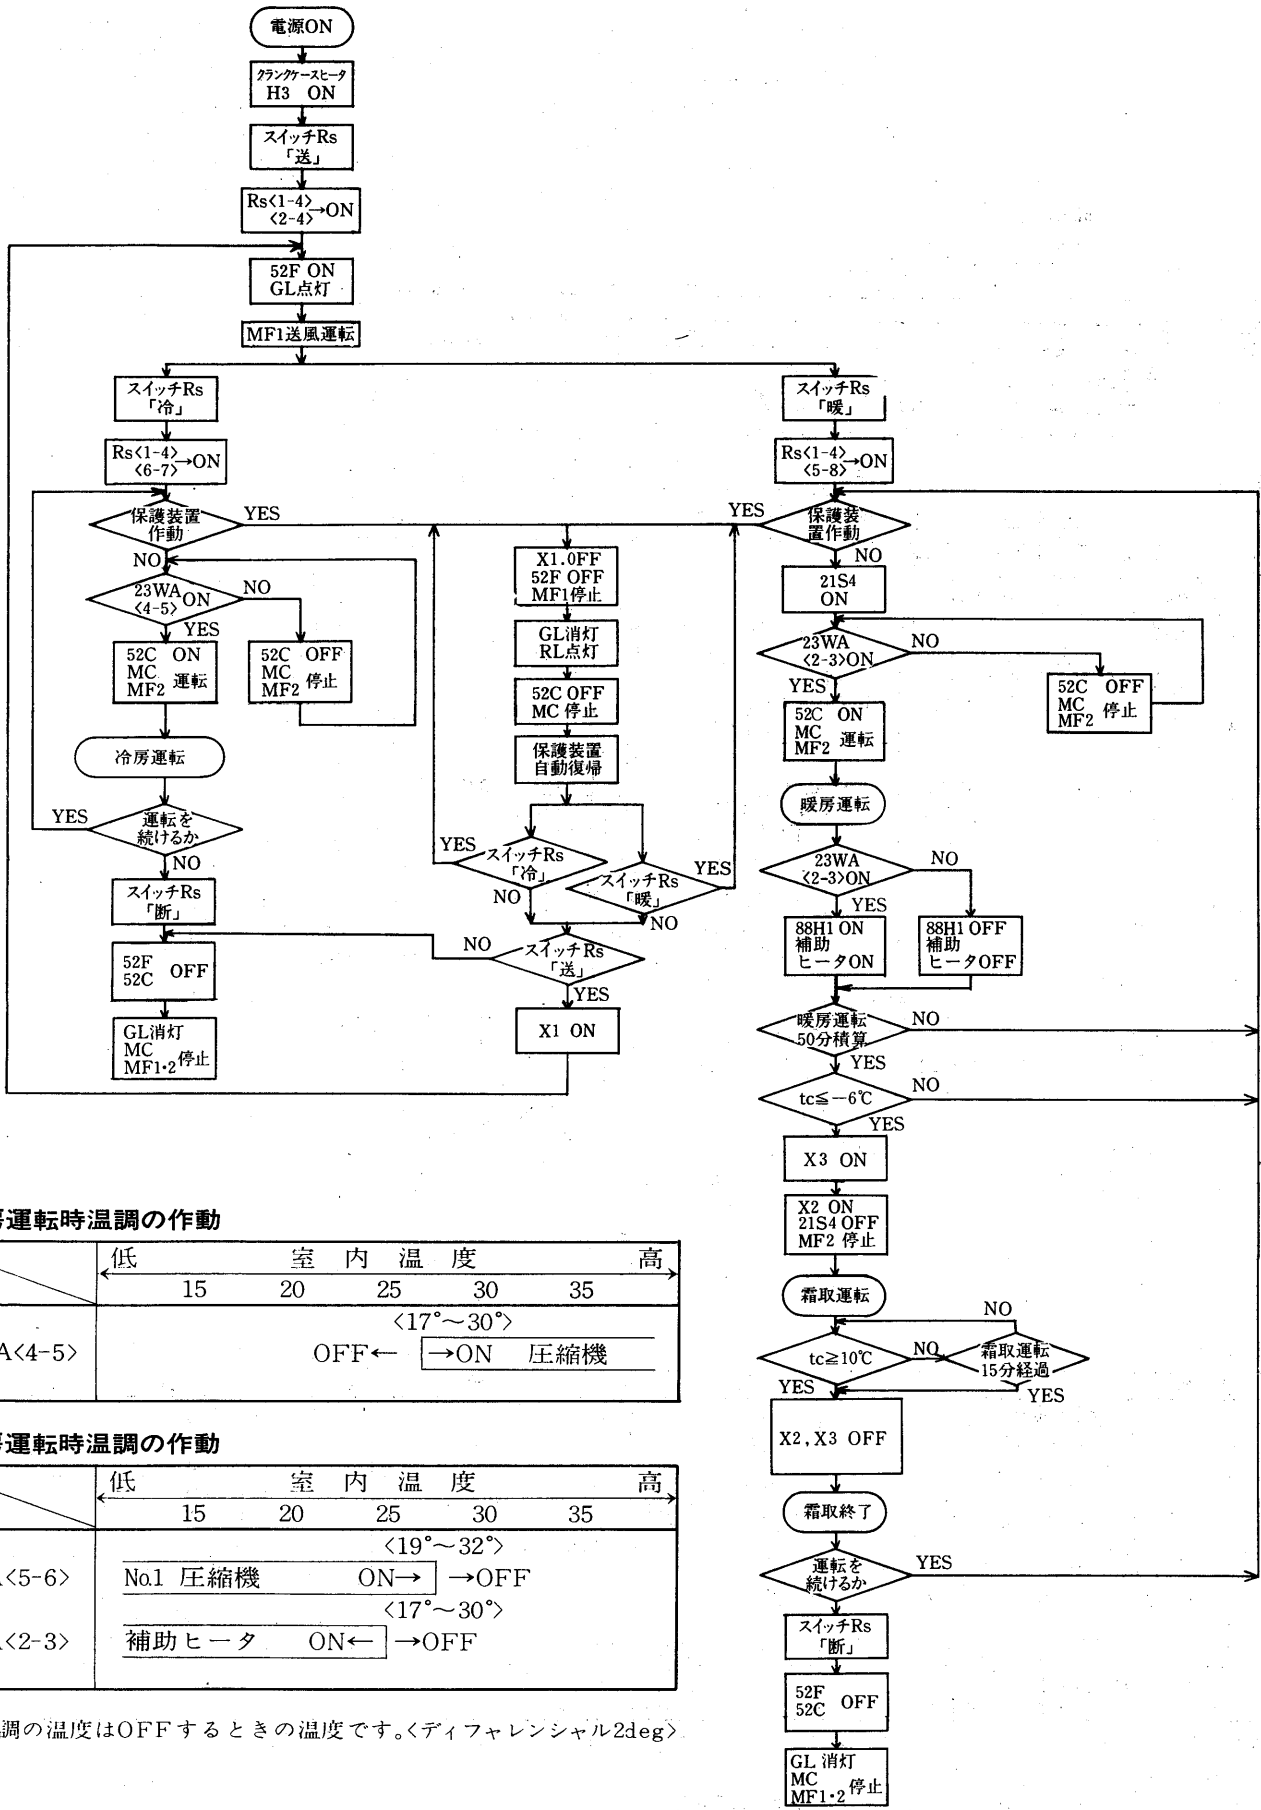 電源ON
クランクケースヒータ
H3 ON
スイッチRs
「送」
Rs<1-4>
<2-4>
→ON
52F ON
GL点灯
MF1送風運転
スイッチRs
「冷」
Rs<1-4>
<6-7>
→ON
保護装置
作動
YES
NO
23WA
<4-5>
ON
NO
YES
52C ON
MC
MF2 運転
52C OFF
MC
MF2 停止
冷房運転
運転を
続けるか
YES
NO
スイッチRs
「断」
52F
52C OFF
GL消灯
MC
MF1・2 停止
X1.OFF
52F OFF
MF1停止
GL消灯
RL点灯
52C OFF
MC 停止
保護装置
自動復帰
スイッチRs
「冷」
YES
NO
スイッチRs
「暖」
YES
NO
スイッチRs
「送」
NO
YES
X1 ON
スイッチRs
「暖」
Rs<1-4>
<5-8>
→ON
保護装
置作動
YES
NO
21S4
ON
23WA
<2-3>ON
NO
YES
52C ON
MC
MF2 運転
52C OFF
MC
MF2 停止
暖房運転
23WA
<2-3>ON
NO
YES
88H1 ON
補助
ヒータON
88H1 OFF
補助
ヒータOFF
暖房運転
50分積算
NO
YES
tc≦−6℃
NO
YES
X3 ON
X2 ON
21S4 OFF
MF2 停止
霜取運転
tc≧10℃
NO
YES
霜取運転
15分経過
NO
YES
X2,X3 OFF
霜取終了
運転を
続けるか
YES
NO
スイッチRs
「断」
52F
52C OFF
GL 消灯
MC
MF1・2 停止
運転時温調の作動
低 室内温度 高
15 20 25 30 35
<17°〜30°>
A<4-5> OFF← →ON 圧縮機
運転時温調の作動
低 室内温度 高
15 20 25 30 35
<19°〜32°>
<5-6> No.1 圧縮機 ON→ →OFF
<17°〜30°>
<2-3> 補助ヒータ ON← →OFF
調の温度はOFFするときの温度です。<ディファレンシャル2deg>